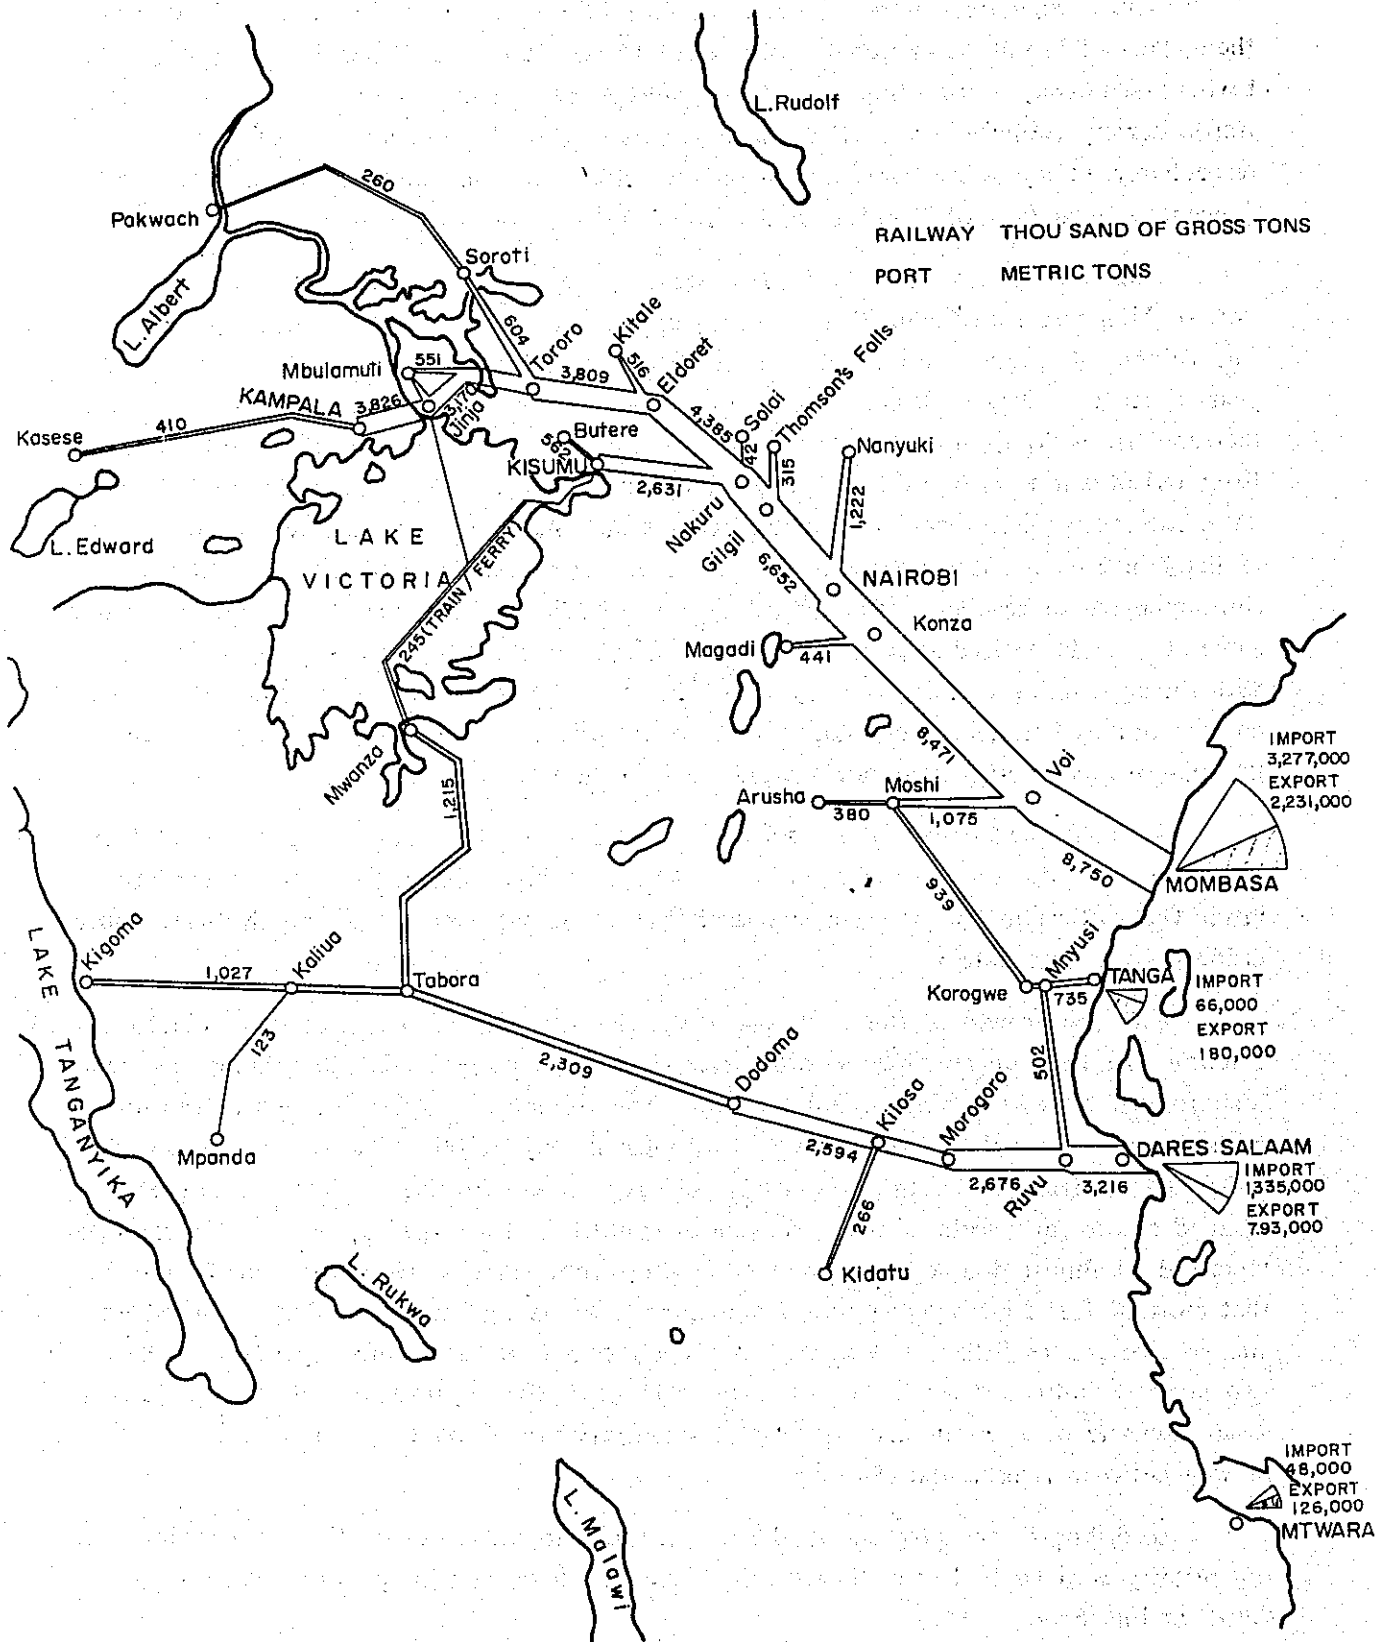 L.Rudolf
260
Pakwach
RAILWAY THOU SAND OF GROSS TONS
PORT METRIC TONS
Soroti
L. Albert
604
Tororo
Kitale
516
Eldoret
Thomson's Falls
Mbulamuti
551
3,809
KAMPALA
3,826
3,170
Jinja
4,385
Solai
42
315
Nanyuki
Kasese
410
Butere
562
KISUMU
2,631
1,222
Nakuru
Gilgil
L. Edward
LAKE
VICTORIA
245(TRAIN/FERRY)
6,652
NAIROBI
Konza
Magadi
441
8,471
Voi
IMPORT
3,277,000
EXPORT
2,231,000
Mwanza
1,215
Arusha
380
Moshi
1,075
8,750
MOMBASA
939
LAKE TANGANYIKA
Kigoma
1,027
Kaliua
Tabora
Korogwe
Mnyusi
735
TANGA
IMPORT
66,000
EXPORT
180,000
123
2,309
Dodoma
502
Mpanda
2,594
Kilosa
Morogoro
2,676
Ruvu
3,216
DARES SALAAM
IMPORT
1,335,000
EXPORT
7.93,000
266
Kidatu
L. Rukwa
L. Malawi
IMPORT
48,000
EXPORT
126,000
MTWARA